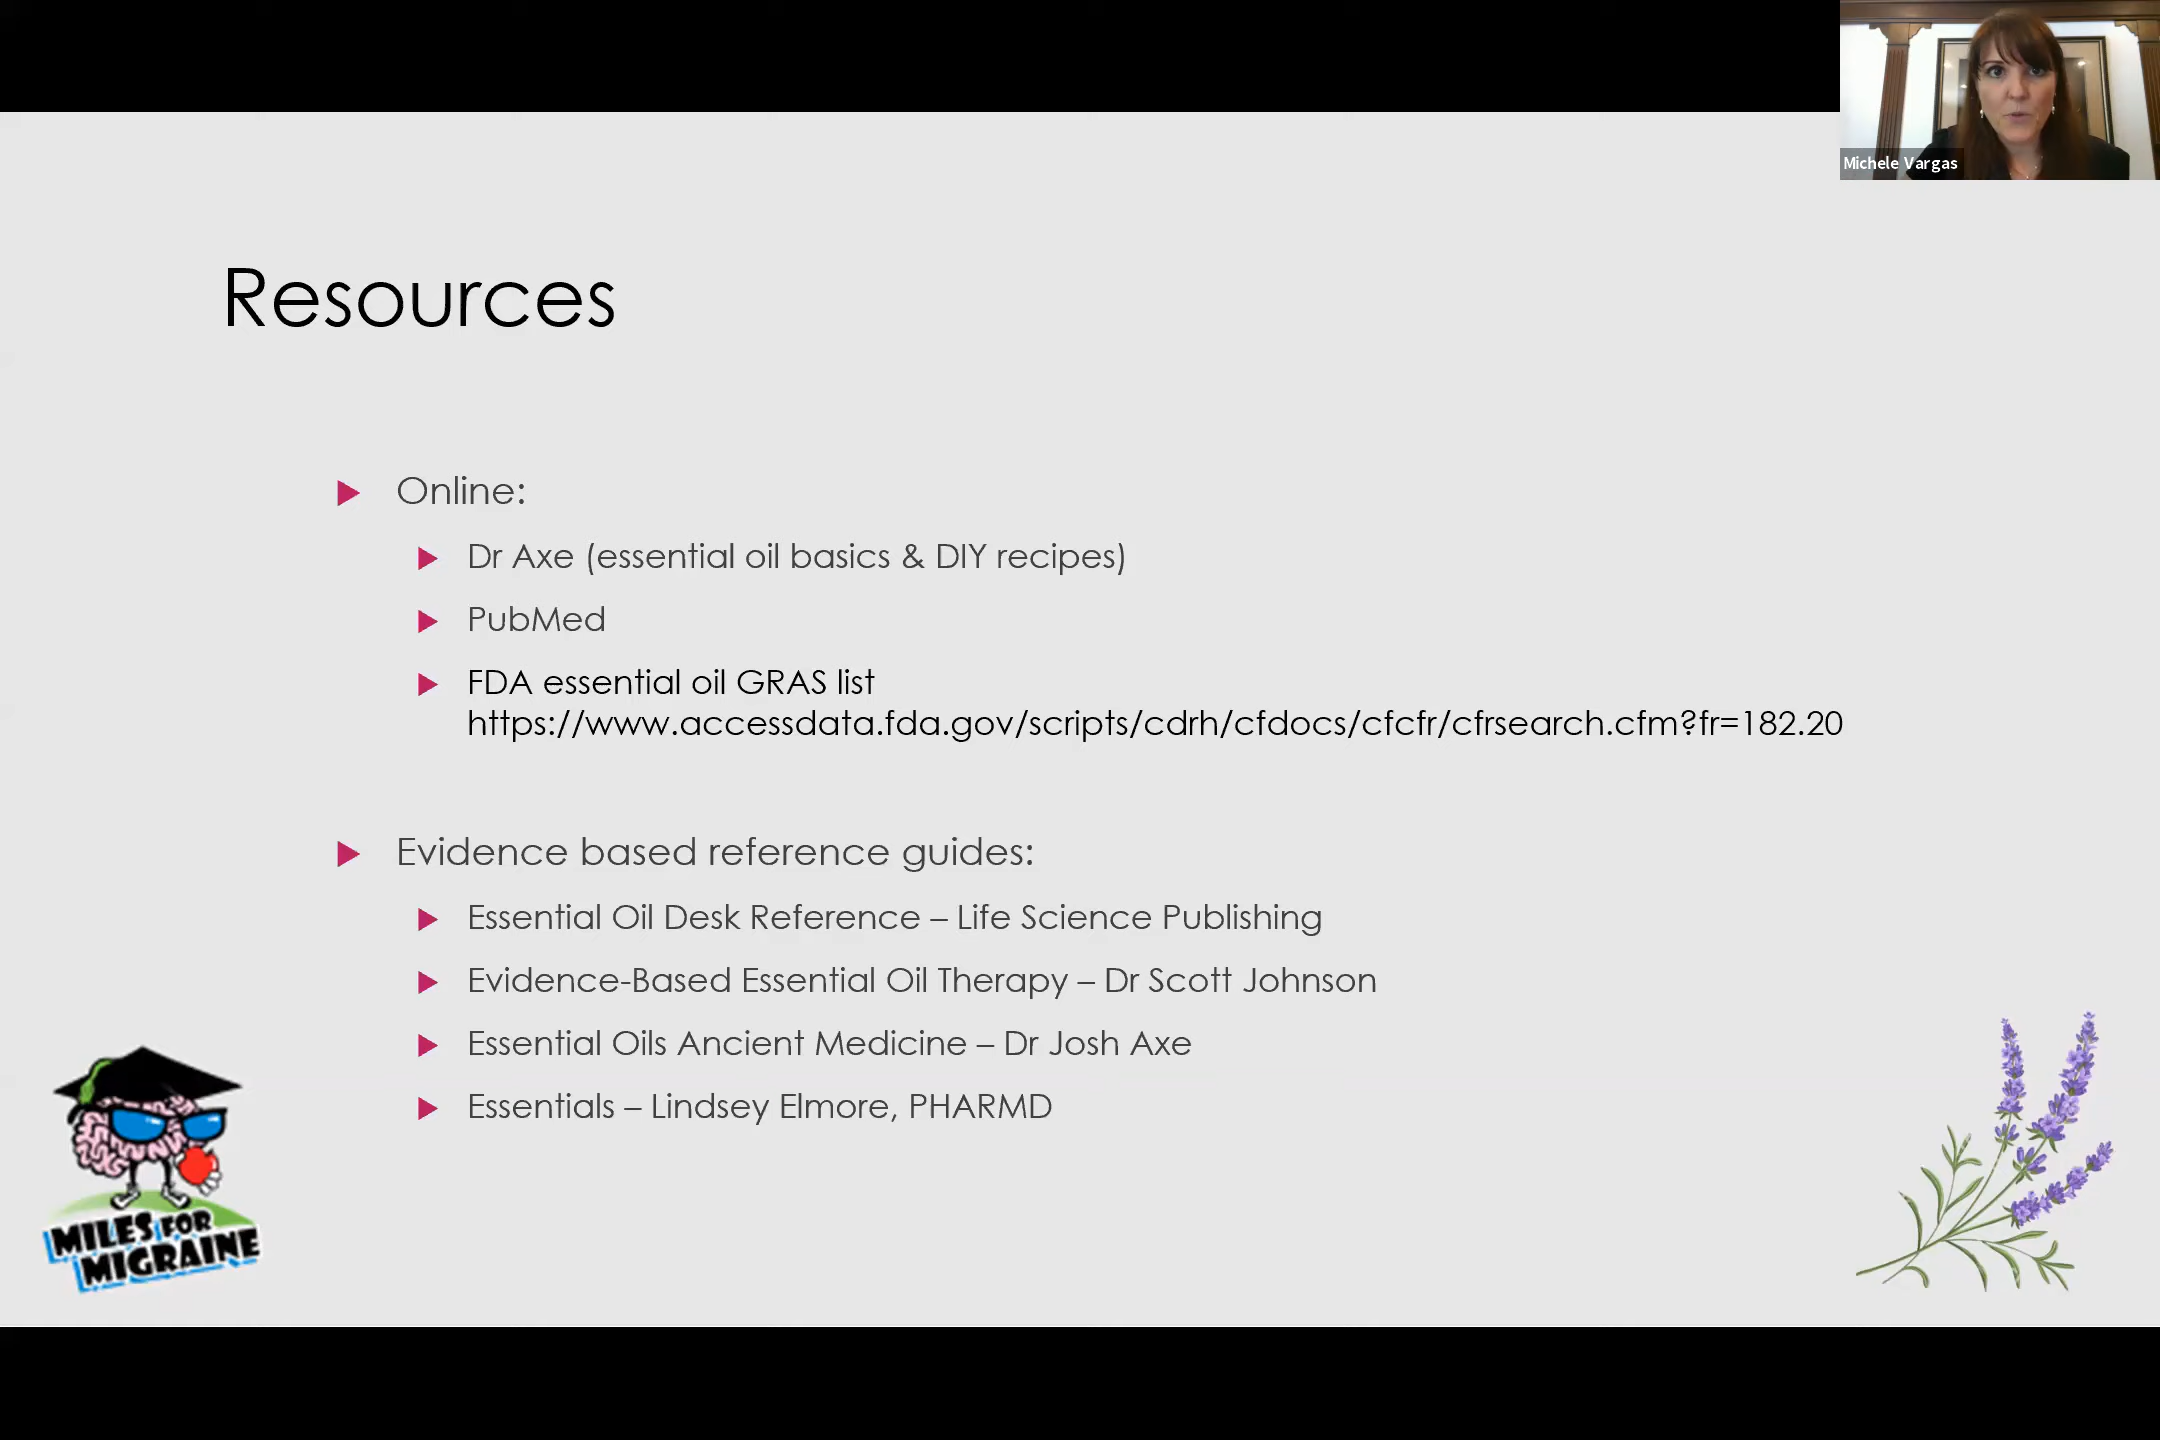 Michele Vargas
Resources
Online:
Dr Axe (essential oil basics & DIY recipes)
PubMed
FDA essential oil GRAS list
https://www.accessdata.fda.gov/scripts/cdrh/cfdocs/cfcfr/cfrsearch.cfm?fr=182.20
Evidence based reference guides:
Essential Oil Desk Reference – Life Science Publishing
Evidence-Based Essential Oil Therapy – Dr Scott Johnson
Essential Oils Ancient Medicine – Dr Josh Axe
Essentials – Lindsey Elmore, PHARMD
MILES FOR
MIGRAINE